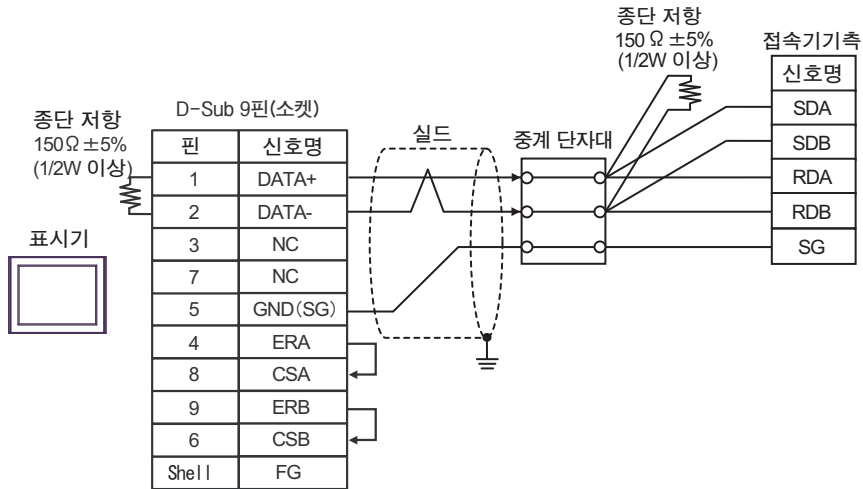 종단 저항
150 Ω ±5%
(1/2W 이상)
접속기기측
신호명
SDA
SDB
RDA
RDB
SG
D-Sub 9핀(소켓)
종단 저항
150Ω±5%
(1/2W 이상)
실드
중계 단자대
표시기
핀 신호명
1 DATA+
2 DATA-
3 NC
7 NC
5 GND(SG)
4 ERA
8 CSA
9 ERB
6 CSB
Shell FG